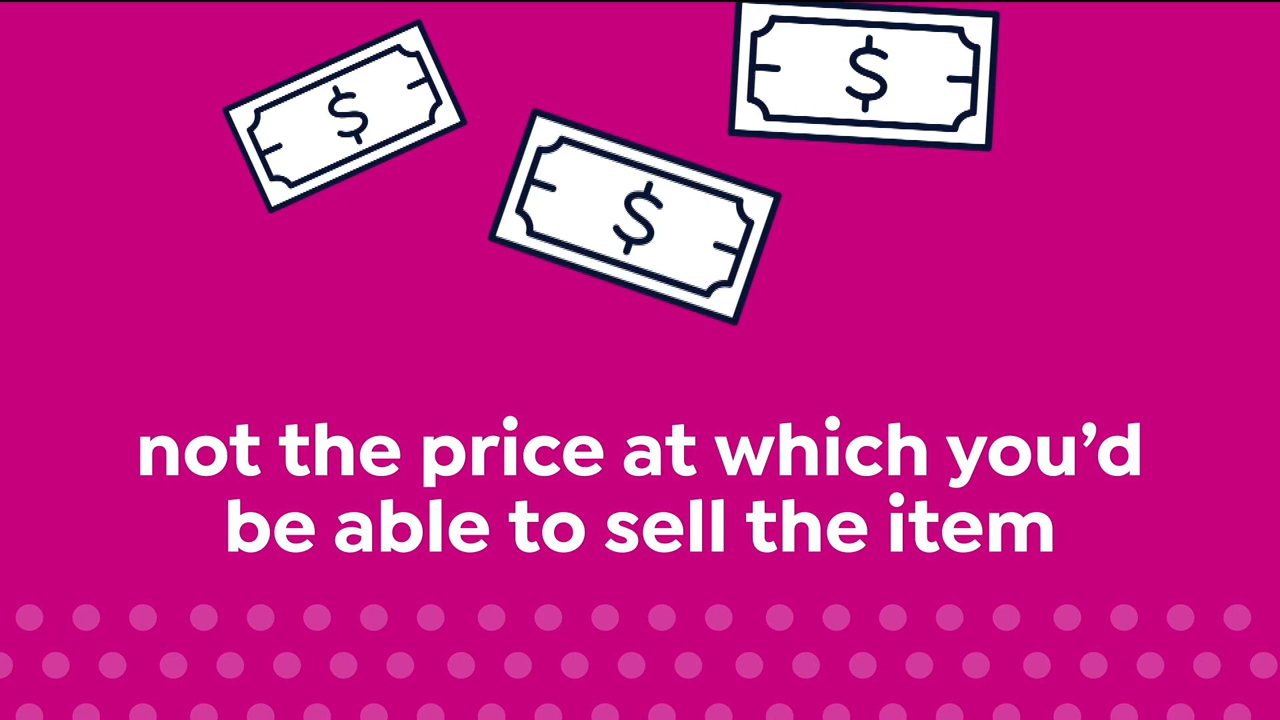 $
$
$
not the price at which you’d
be able to sell the item